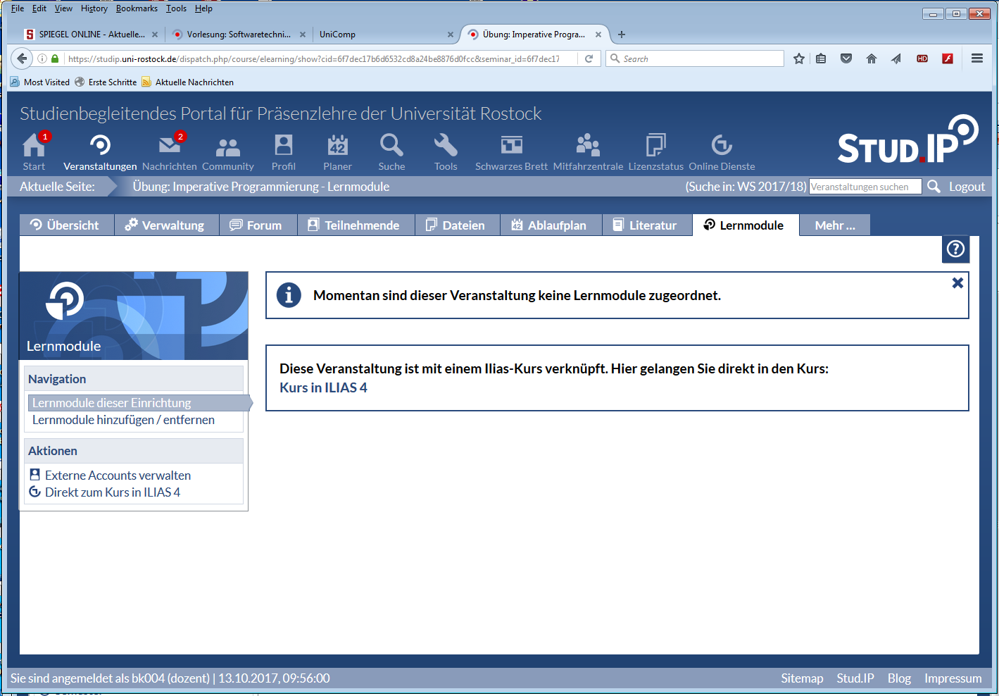 File Edit View History Bookmarks Tools Help
SPIEGEL ONLINE - Aktuelle...
Vorlesung: Softwaretechni...
UniComp
Übung: Imperative Progra...
https://studip.uni-rostock.de/dispatch.php/course/elearning/show?cid=6f7dec17b6d6532cd8a24be8876d0fcc&seminar_id=6f7dec17
Search
HD
Most Visited Erste Schritte Aktuelle Nachrichten
Studienbegleitendes Portal für Präsenzlehre der Universität Rostock
1
2
42
STUD.IP
Start Veranstaltungen Nachrichten Community Profil Planer Suche Tools Schwarzes Brett Mitfahrzentrale Lizenzstatus Online Dienste
Aktuelle Seite: Übung: Imperative Programmierung - Lernmodule
(Suche in: WS 2017/18) Veranstaltungen suchen Logout
Übersicht Verwaltung Forum Teilnehmende Dateien Ablaufplan Literatur Lernmodule Mehr ...
Lernmodule
Navigation
Lernmodule dieser Einrichtung
Lernmodule hinzufügen / entfernen
Aktionen
Externe Accounts verwalten
Direkt zum Kurs in ILIAS 4
Momentan sind dieser Veranstaltung keine Lernmodule zugeordnet.
Diese Veranstaltung ist mit einem Ilias-Kurs verknüpft. Hier gelangen Sie direkt in den Kurs:
Kurs in ILIAS 4
Sie sind angemeldet als bk004 (dozent) | 13.10.2017, 09:56:00
Sitemap Stud.IP Blog Impressum